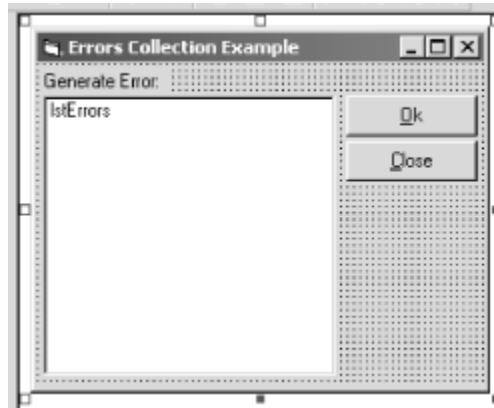 Errors Collection Example
Generate Error:
lstErrors
Ok
Close